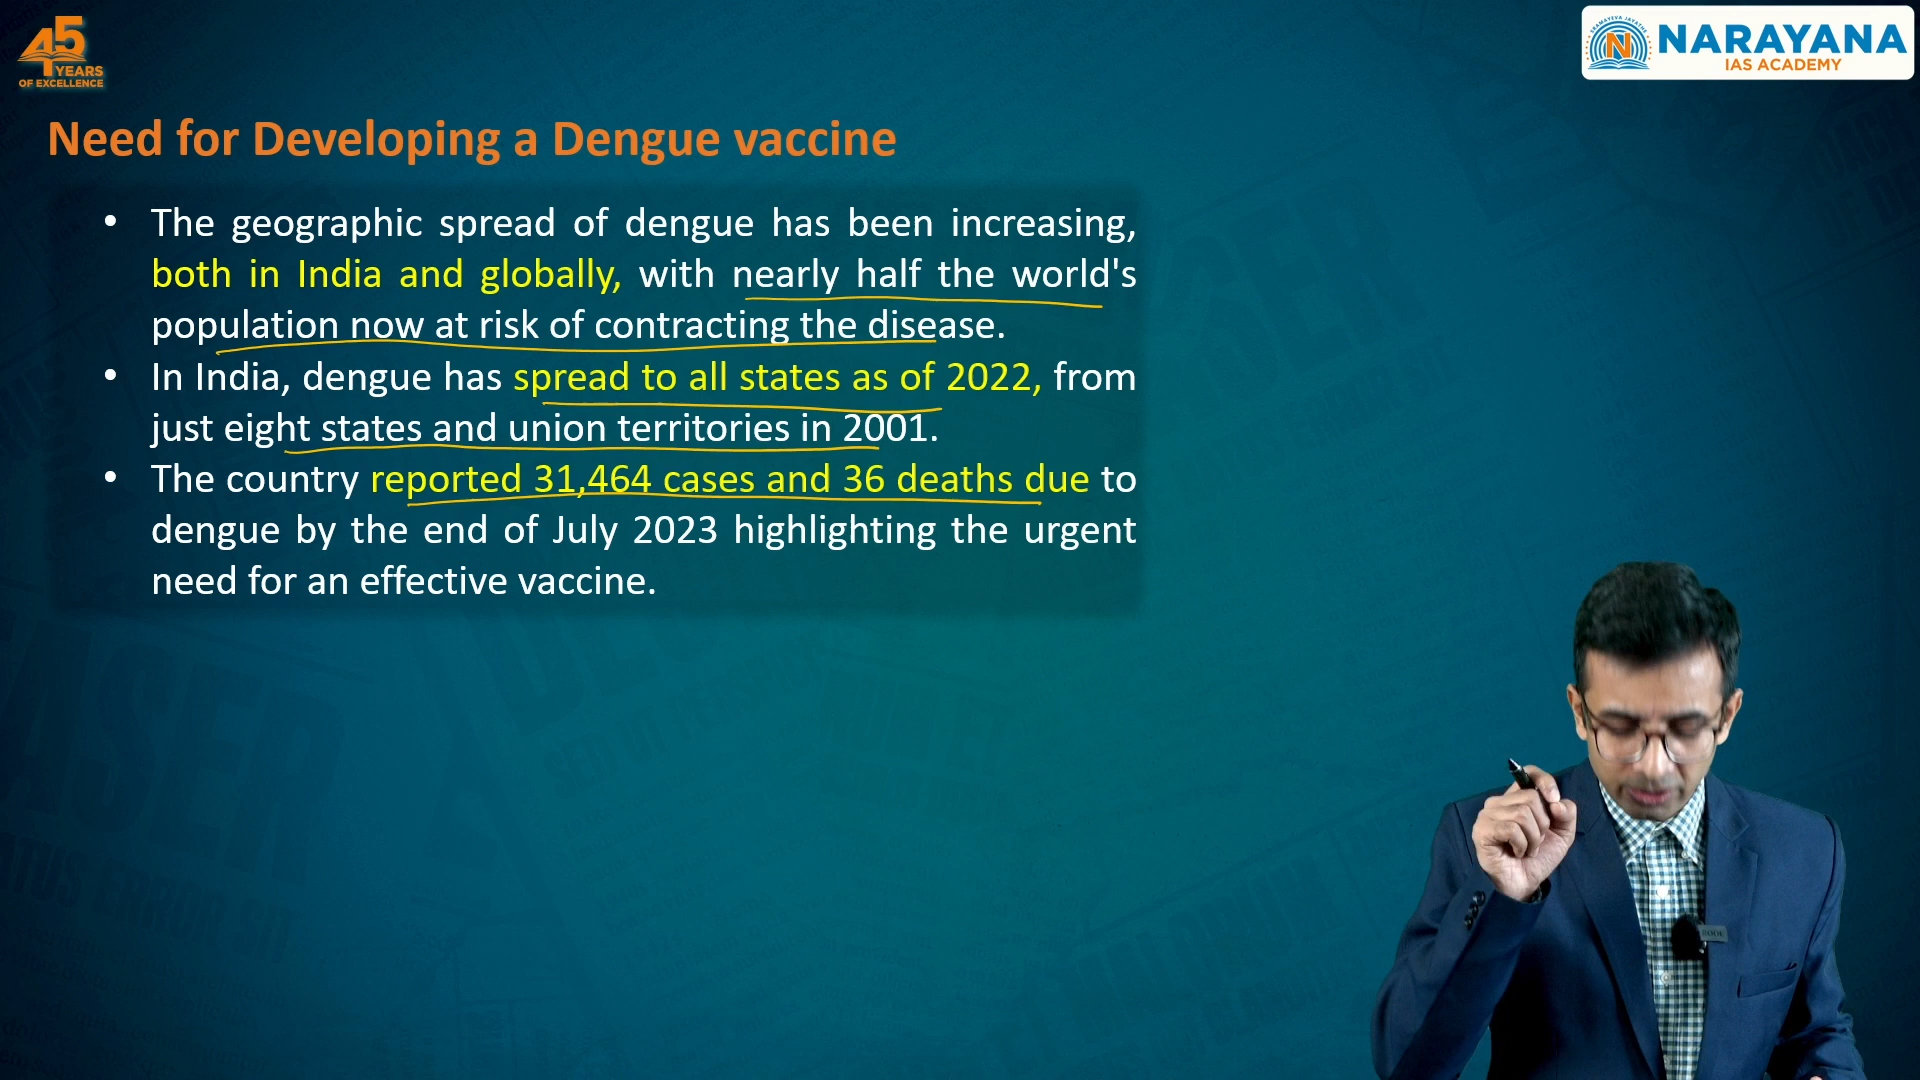 45
YEARS
OF EXCELLENCE
NARAYANA
IAS ACADEMY
Need for Developing a Dengue vaccine
• The geographic spread of dengue has been increasing,
both in India and globally, with nearly half the world's
population now at risk of contracting the disease.
• In India, dengue has spread to all states as of 2022, from
just eight states and union territories in 2001.
• The country reported 31,464 cases and 36 deaths due to
dengue by the end of July 2023 highlighting the urgent
need for an effective vaccine.
RODE